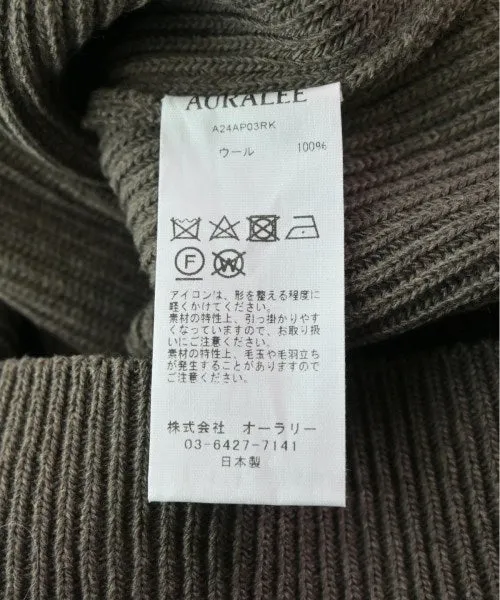 AURALEE
A24AP03RK
ウール 100%
F W
アイコンは、形を整える程度に
軽くかけてください。
素材の特性上、引っ掛かりやす
くなっていますので、お取り扱
いにご注意ください。
素材の特性上、毛玉や毛羽立ち
が発生することがありますので
ご注意ください。
株式会社 オーラリー
03-6427-7141
日本製